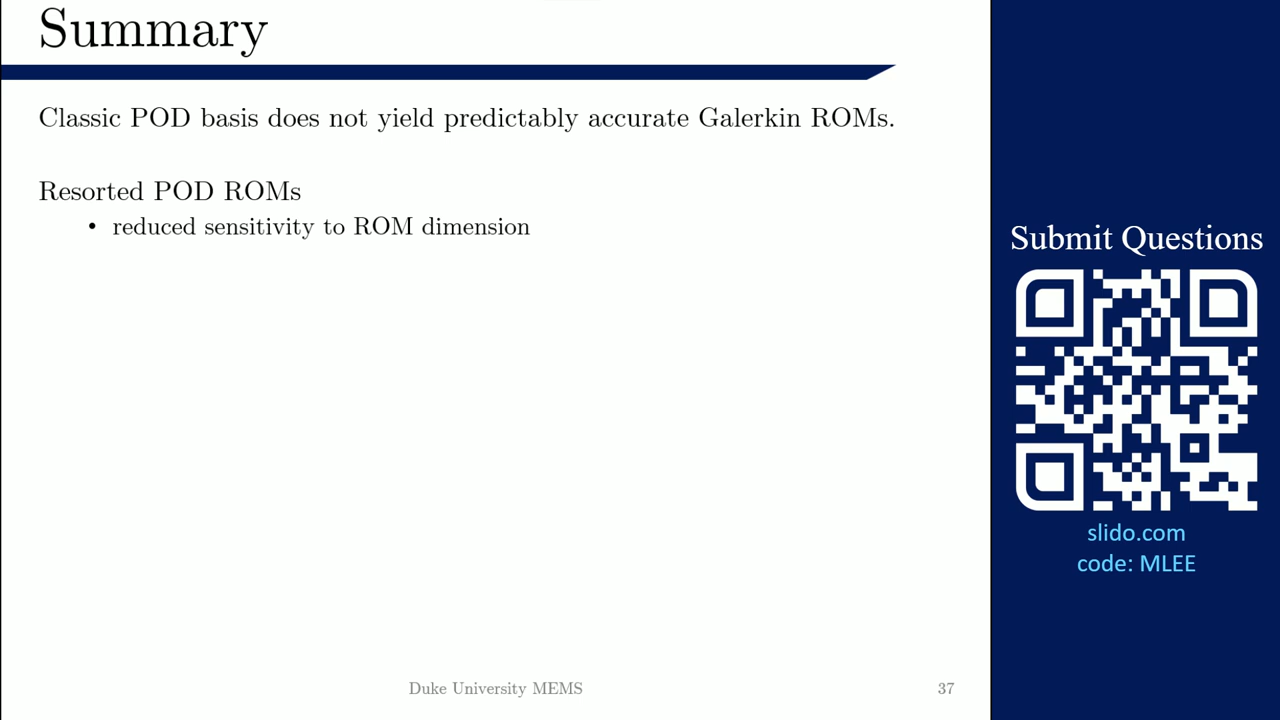 Summary
Classic POD basis does not yield predictably accurate Galerkin ROMs.
Resorted POD ROMs
• reduced sensitivity to ROM dimension
Submit Questions
slido.com
code: MLEE
Duke University MEMS
37